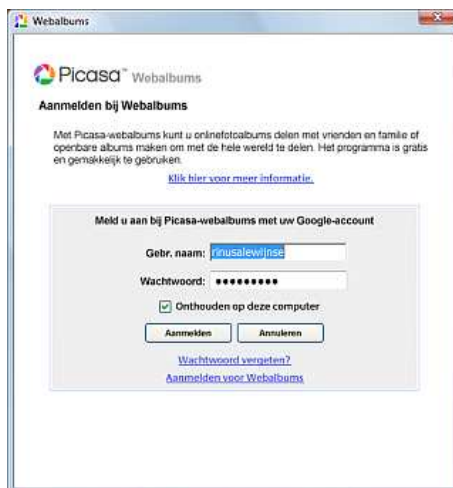 Webalbums
Picasa™ Webalbums
Aanmelden bij Webalbums
Met Picasa-webalbums kunt u onlinefotoalbums delen met vrienden en familie of
openbare albums maken om met de hele wereld te delen. Het programma is gratis
en gemakkelijk te gebruiken.
Klik hier voor meer informatie.
Meld u aan bij Picasa-webalbums met uw Google-account
Gebr. naam: rinusalewijnse
Wachtwoord: •••••••••
Onthouden op deze computer
Aanmelden Annuleren
Wachtwoord vergeten?
Aanmelden voor Webalbums